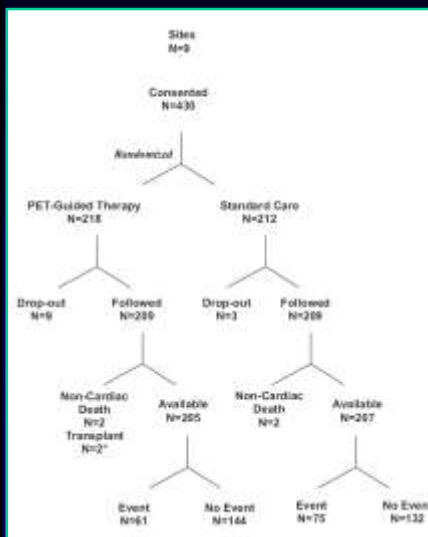 Sites
N=9
Consented
N=430
Randomized
PET-Guided Therapy
N=218
Standard Care
N=212
Drop-out
N=9
Followed
N=209
Drop-out
N=3
Followed
N=209
Non-Cardiac
Death
N=2
Transplant
N=2*
Available
N=205
Non-Cardiac
Death
N=2
Available
N=207
Event
N=61
No Event
N=144
Event
N=75
No Event
N=132